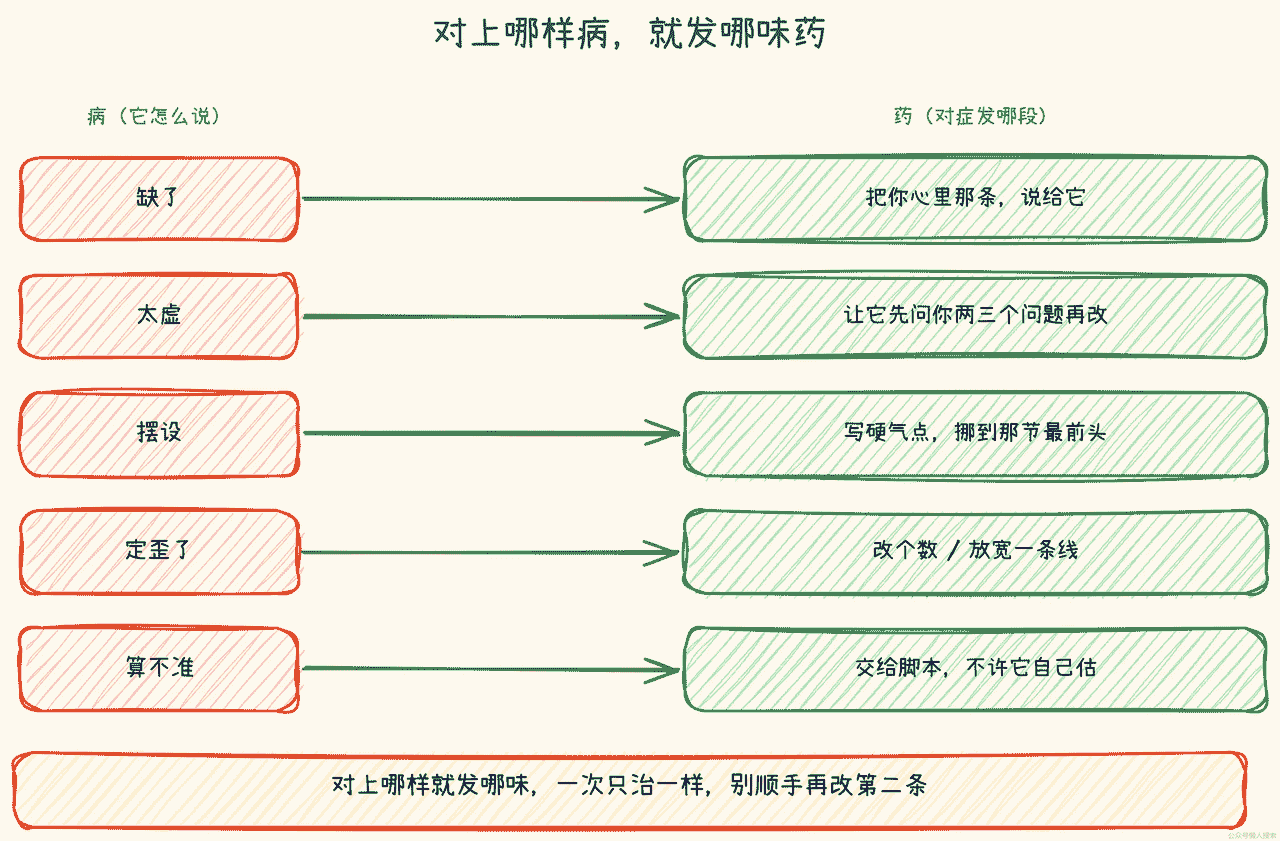 对上哪样病，就发哪味药
病（它怎么说）
药（对症发哪段）
缺了
把你心里那条，说给它
太虚
让它先问你两三个问题再改
摆设
写硬气点，挪到那节最前头
定歪了
改个数 / 放宽一条线
算不准
交给脚本，不许它自己估
对上哪样就发哪味，一次只治一样，别顺手再改第二条